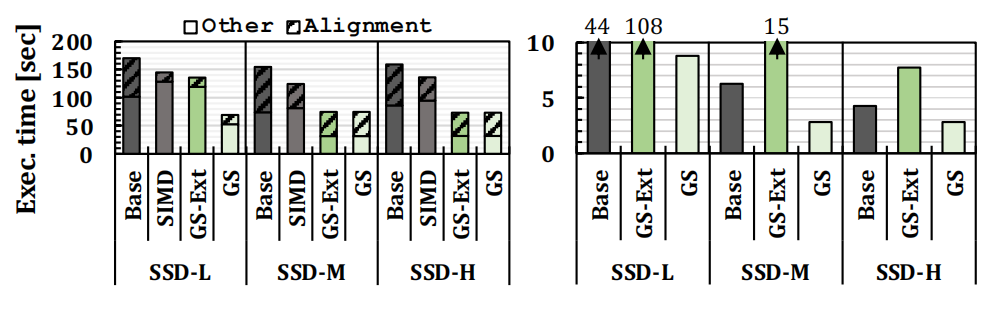 Other Alignment
44 108 15
Exec. time [sec]
200
150
100
50
0
10
5
0
Base SIMD GS-Ext GS Base SIMD GS-Ext GS Base SIMD GS-Ext GS
Base GS-Ext GS Base GS-Ext GS Base GS-Ext GS
SSD-L SSD-M SSD-H
SSD-L SSD-M SSD-H